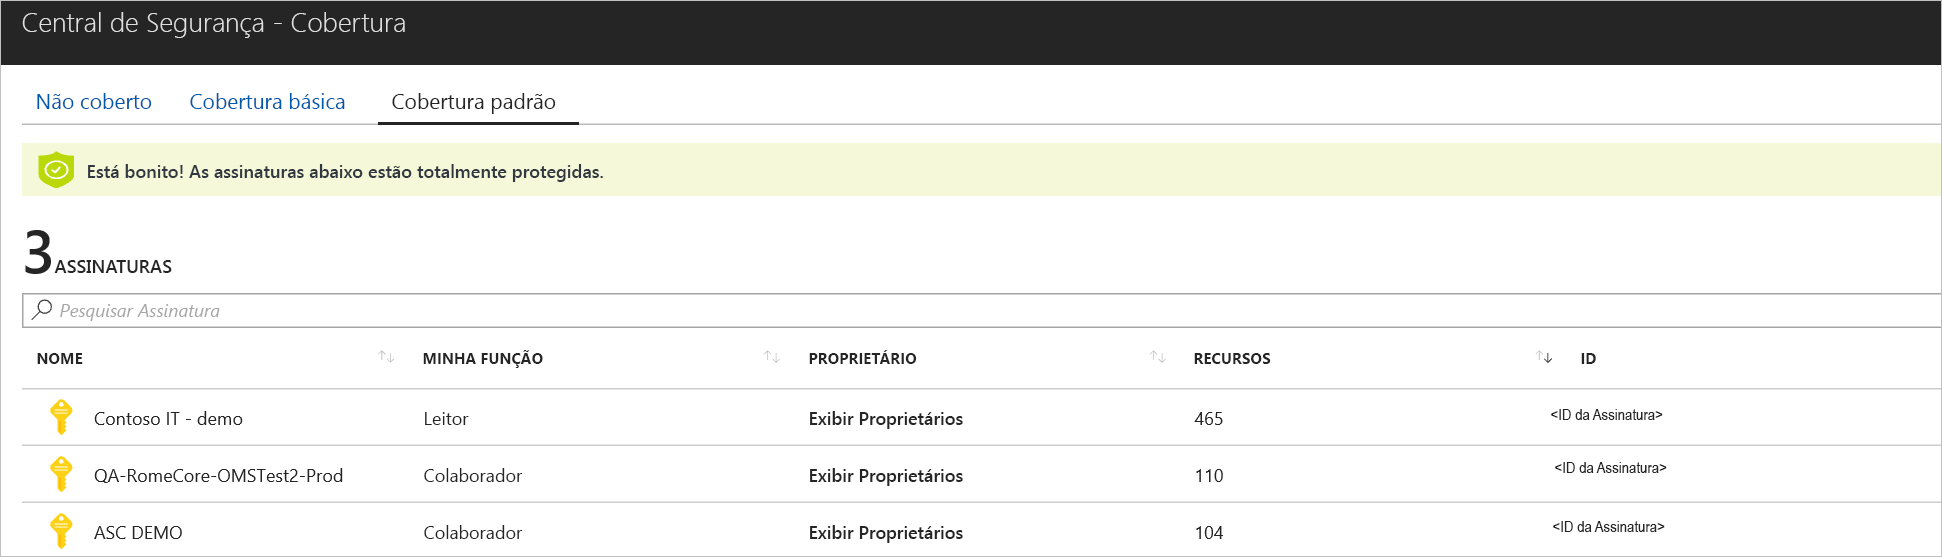 Central de Segurança - Cobertura
Não coberto Cobertura básica Cobertura padrão
Está bonito! As assinaturas abaixo estão totalmente protegidas.
3 ASSINATURAS
Pesquisar Assinatura
NOME MINHA FUNÇÃO PROPRIETÁRIO RECURSOS ID
Contoso IT - demo Leitor Exibir Proprietários 465 <ID da Assinatura>
QA-RomeCore-OMSTest2-Prod Colaborador Exibir Proprietários 110 <ID da Assinatura>
ASC DEMO Colaborador Exibir Proprietários 104 <ID da Assinatura>